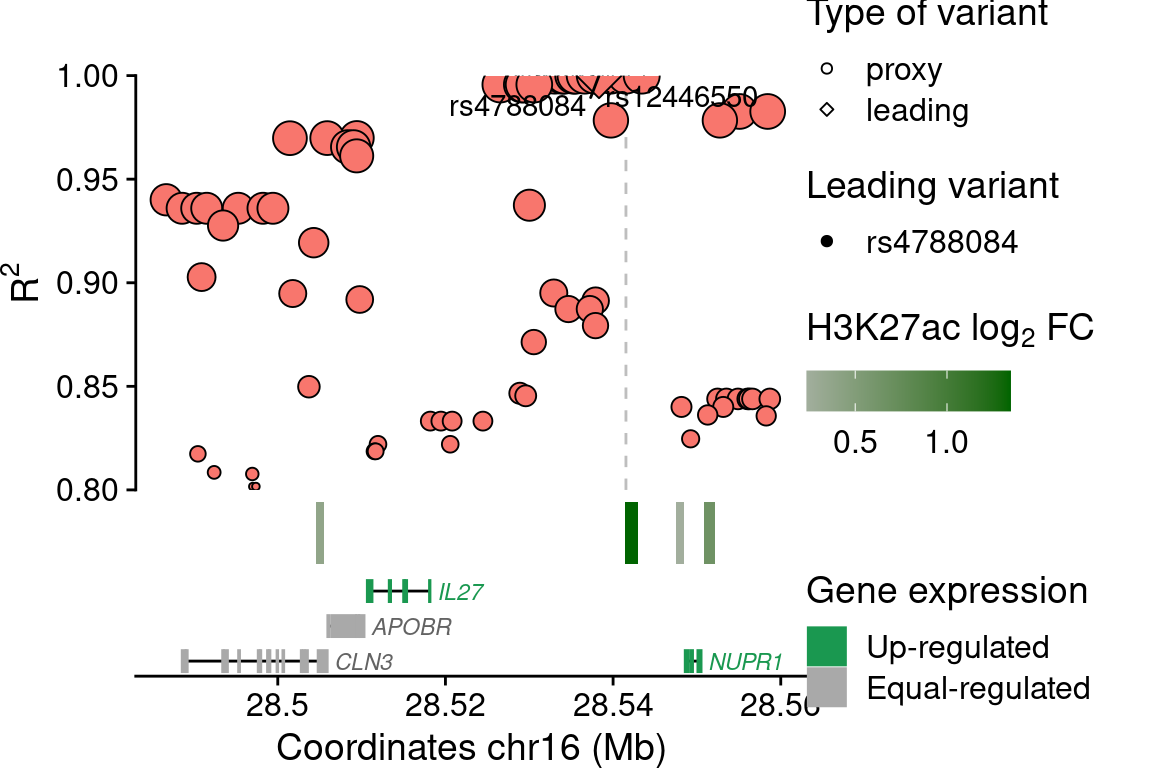 Type of variant
proxy
leading
Leading variant
rs4788084
H3K27ac log2 FC
0.5 1.0
Gene expression
Up-regulated
Equal-regulated
R2
1.00
0.95
0.90
0.85
0.80
rs4788084
rs12446550
IL27
APOBR
CLN3
NUPR1
28.5 28.52 28.54 28.56
Coordinates chr16 (Mb)